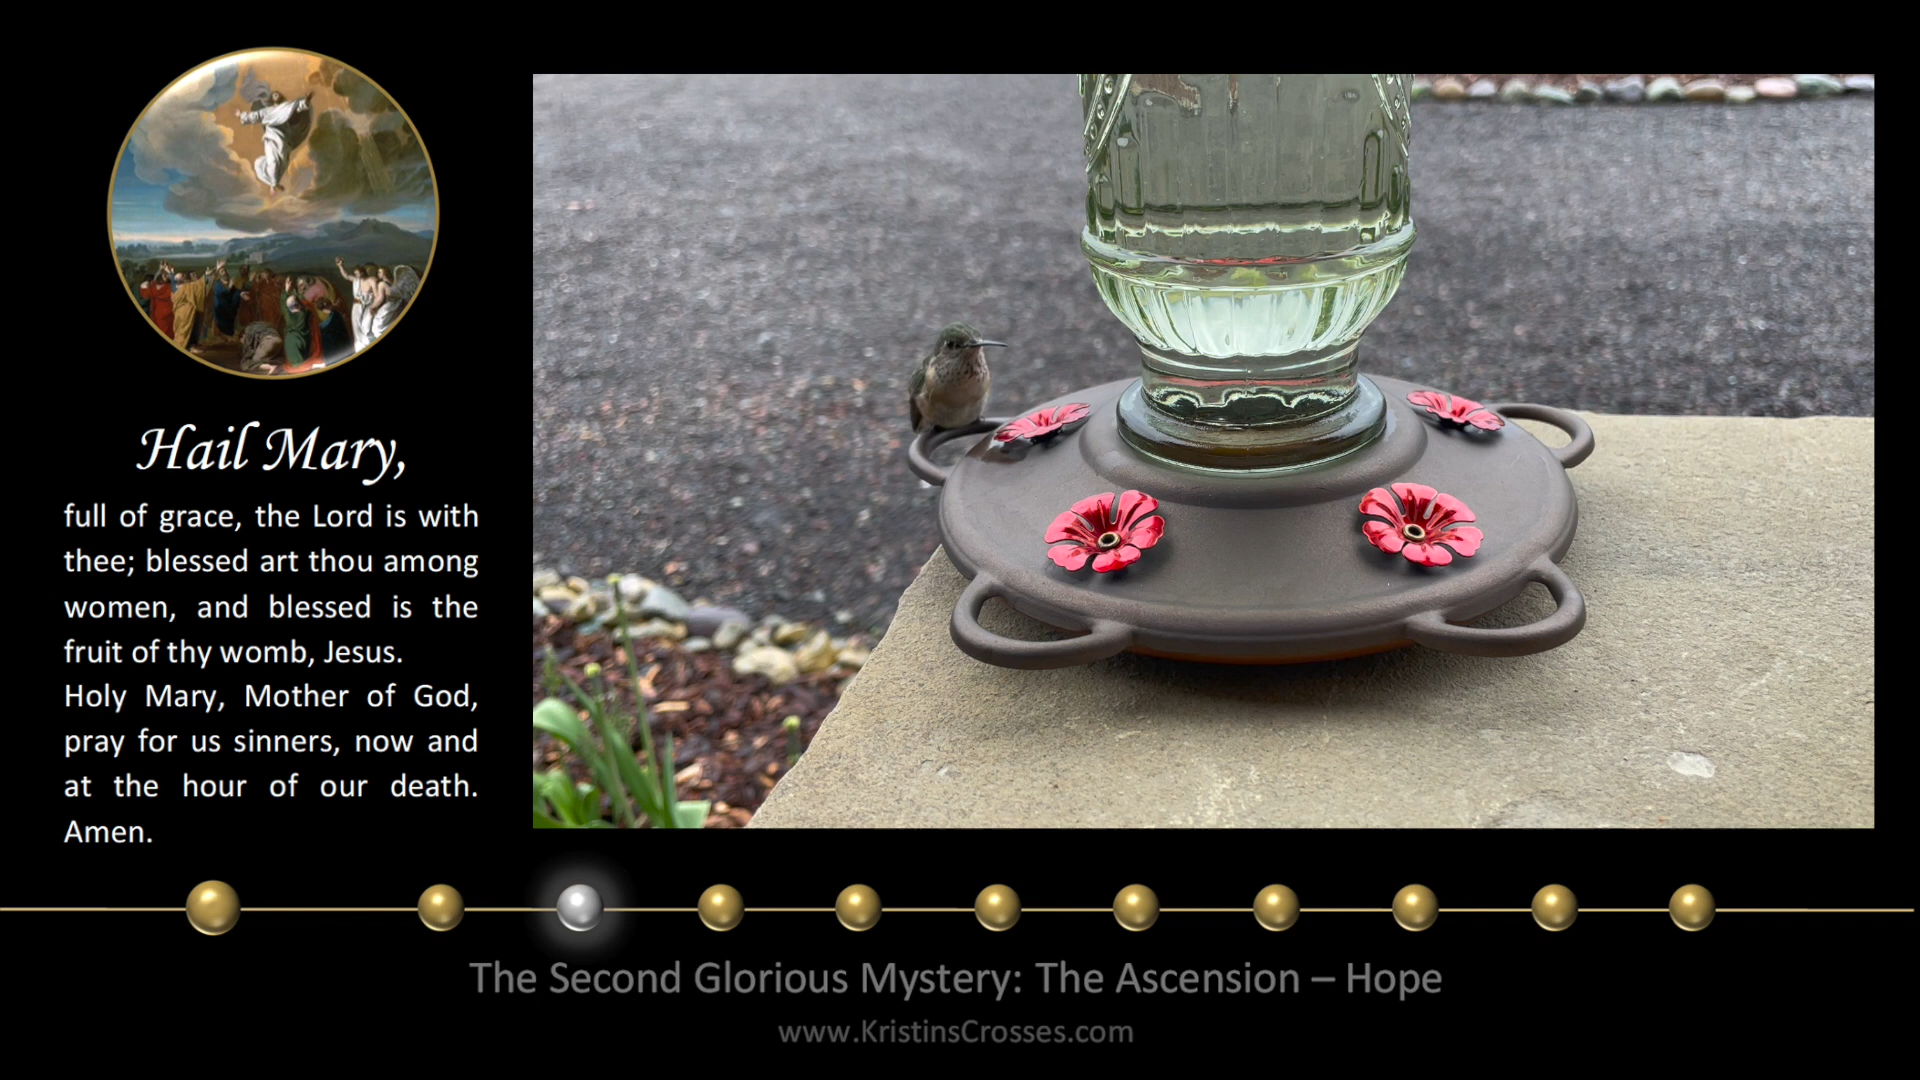 Hail Mary,
full of grace, the Lord is with
thee; blessed art thou among
women, and blessed is the
fruit of thy womb, Jesus.
Holy Mary, Mother of God,
pray for us sinners, now and
at the hour of our death.
Amen.
The Second Glorious Mystery: The Ascension – Hope
www.KristinsCrosses.com